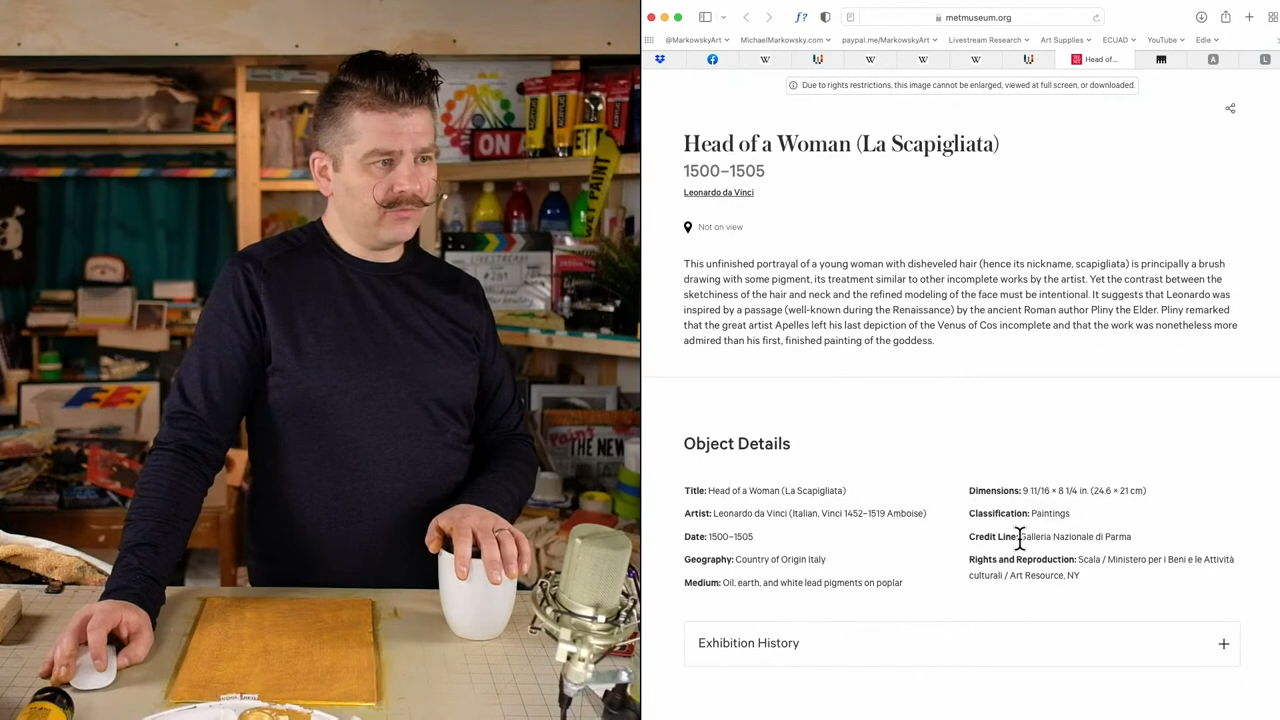 metmuseum.org
@MarkowskyArt
MichaelMarkowsky.com
paypal.me/MarkowskyArt
Livestream Research
Art Supplies
ECUAD
YouTube
Edie
Head of...
Due to rights restrictions, this image cannot be enlarged, viewed at full screen, or downloaded.
Head of a Woman (La Scapigliata)
1500–1505
Leonardo da Vinci
Not on view
This unfinished portrayal of a young woman with disheveled hair (hence its nickname, scapigliata) is principally a brush
drawing with some pigment, its treatment similar to other incomplete works by the artist. Yet the contrast between the
sketchiness of the hair and neck and the refined modeling of the face must be intentional. It suggests that Leonardo was
inspired by a passage (well-known during the Renaissance) by the ancient Roman author Pliny the Elder. Pliny remarked
that the great artist Apelles left his last depiction of the Venus of Cos incomplete and that the work was nonetheless more
admired than his first, finished painting of the goddess.
Object Details
Title: Head of a Woman (La Scapigliata)
Artist: Leonardo da Vinci (Italian, Vinci 1452–1519 Amboise)
Date: 1500–1505
Geography: Country of Origin Italy
Medium: Oil, earth, and white lead pigments on poplar
Dimensions: 9 11/16 × 8 1/4 in. (24.6 × 21 cm)
Classification: Paintings
Credit Line: Galleria Nazionale di Parma
Rights and Reproduction: Scala / Ministero per i Beni e le Attività
culturali / Art Resource, NY
Exhibition History
ON A
WET PAINT
LIVESTREAM
#281
THE NEW